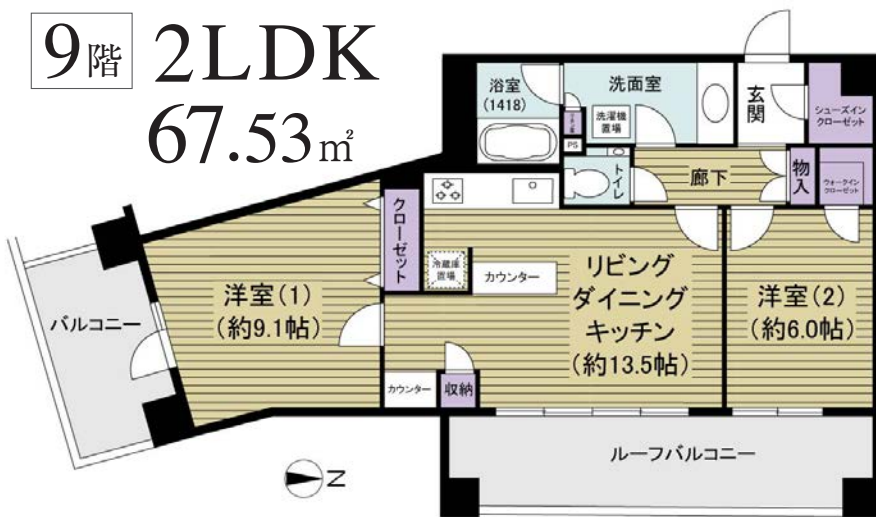 9階 2LDK
67.53㎡
浴室
(1418)
洗面室
洗濯機
置場
玄関
シューズイン
クローゼット
PS
トイレ
廊下
物入
ウォークイン
クローゼット
クローゼット
冷蔵庫
置場
カウンター
リビング
ダイニング
キッチン
(約13.5帖)
洋室(1)
(約9.1帖)
洋室(2)
(約6.0帖)
バルコニー
カウンター
収納
ルーフバルコニー
N